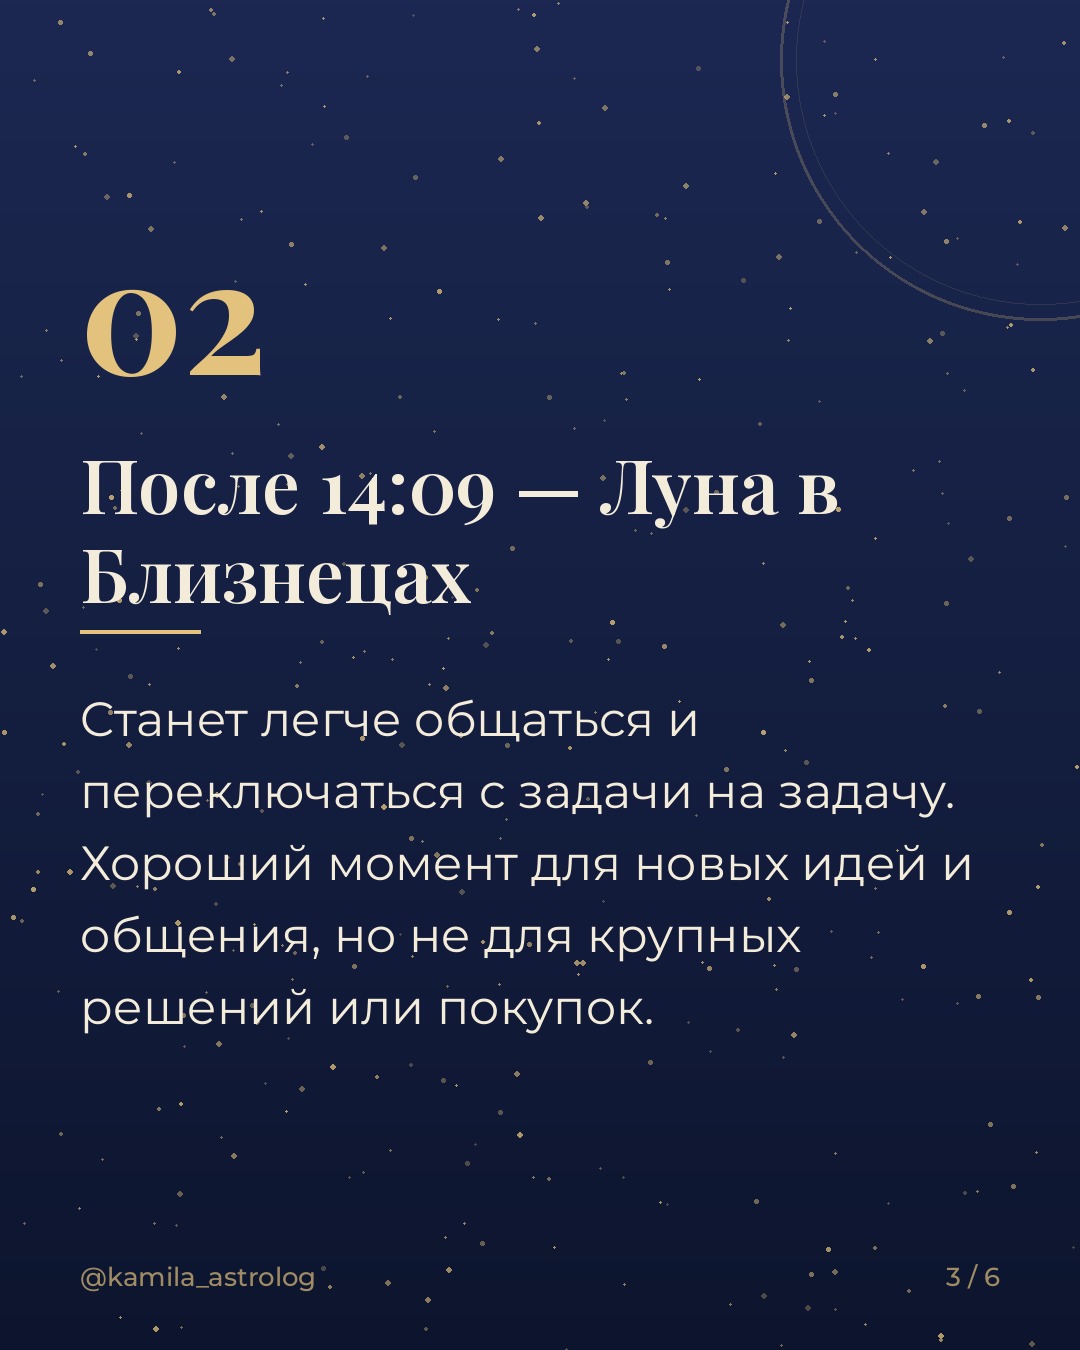 02
После 14:09 — Луна в
Близнецах
Станет легче общаться и
переключаться с задачи на задачу.
Хороший момент для новых идей и
общения, но не для крупных
решений или покупок.
@kamila_astrolog
3 / 6